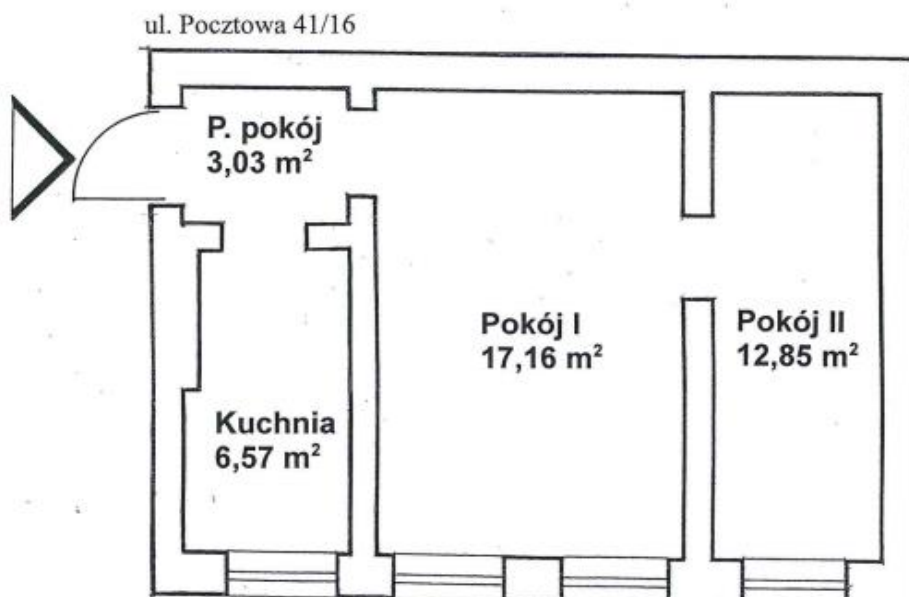 ul. Pocztowa 41/16
P. pokój
3,03 m²
Pokój I
17,16 m²
Pokój II
12,85 m²
Kuchnia
6,57 m²